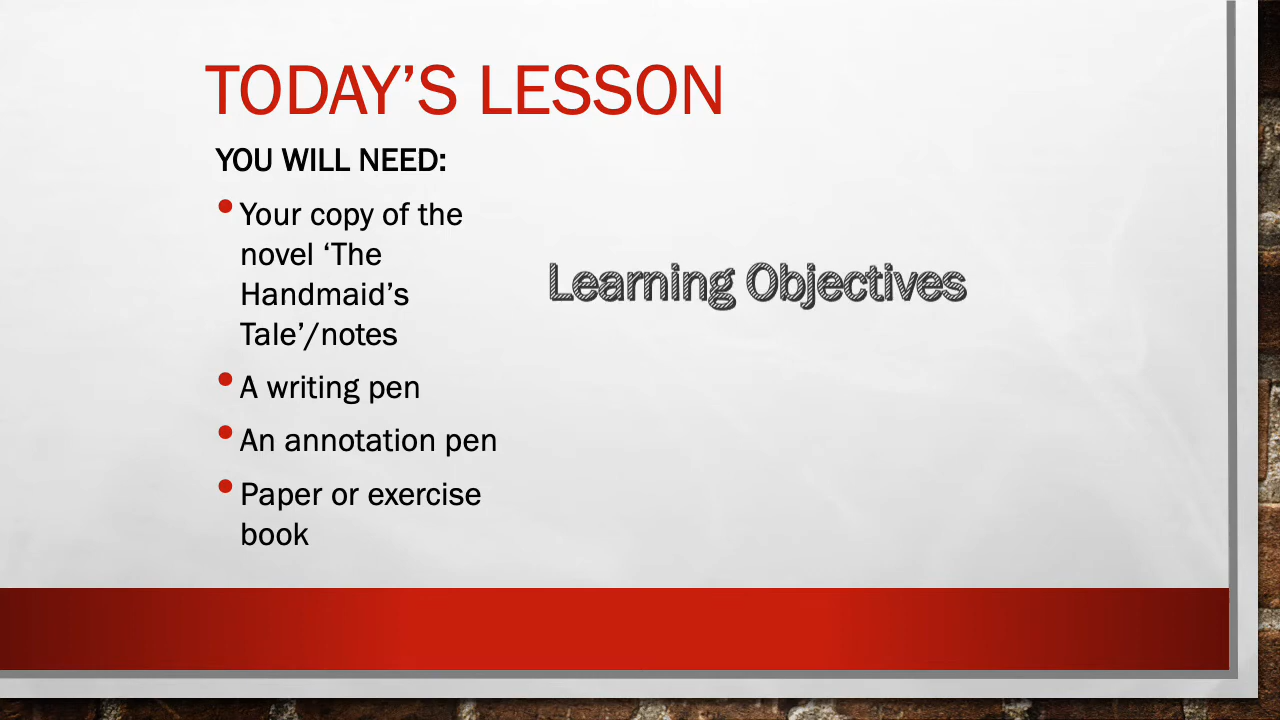 TODAY’S LESSON
YOU WILL NEED:
•Your copy of the
novel ‘The
Handmaid’s
Tale’/notes
•A writing pen
•An annotation pen
•Paper or exercise
book
Learning Objectives